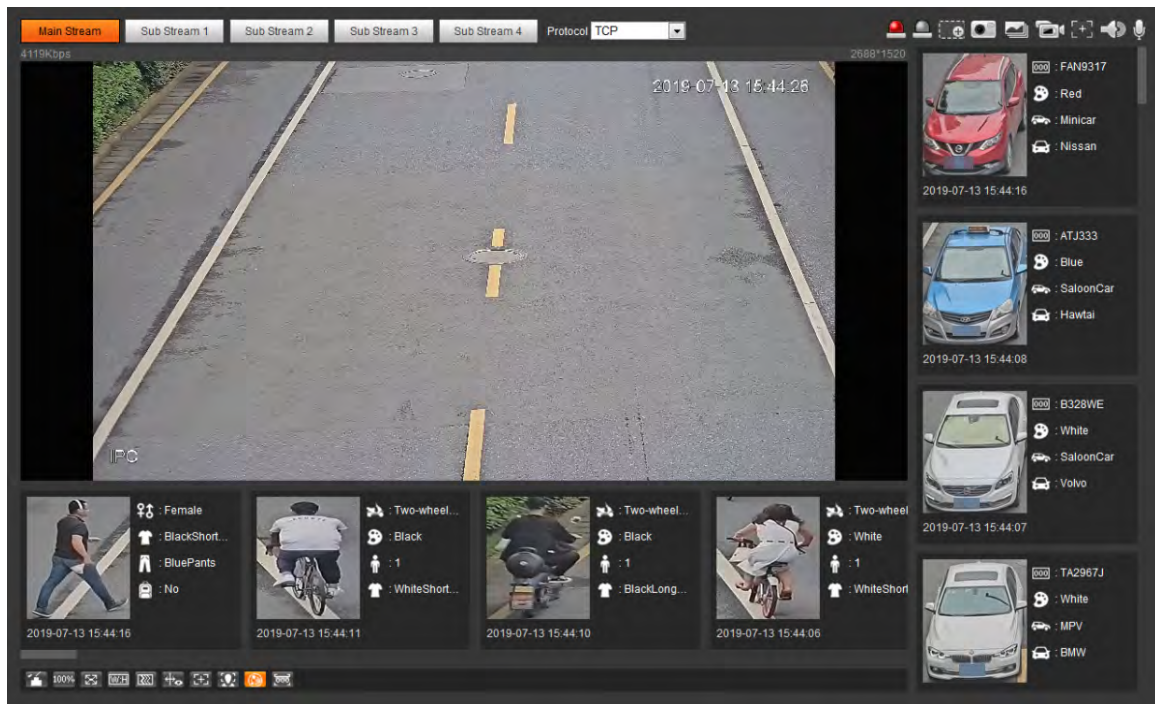 Main Stream Sub Stream 1 Sub Stream 2 Sub Stream 3 Sub Stream 4 Protocol TCP
4119Kbps 2688*1520
2019-07-13 15:44:26
IPC
000 : FAN9317
: Red
: Minicar
: Nissan
2019-07-13 15:44:16
000 : ATJ333
: Blue
: SaloonCar
: Hawtai
2019-07-13 15:44:08
000 : B328WE
: White
: SaloonCar
: Volvo
2019-07-13 15:44:07
000 : TA2967J
: White
: MPV
: BMW
: Female
: BlackShort...
: BluePants
: No
2019-07-13 15:44:16
: Two-wheel...
: Black
: 1
: WhiteShort...
2019-07-13 15:44:11
: Two-wheel...
: Black
: 1
: BlackLong...
2019-07-13 15:44:10
: Two-wheel
: White
: 1
: WhiteShort
2019-07-13 15:44:06
100% W:H